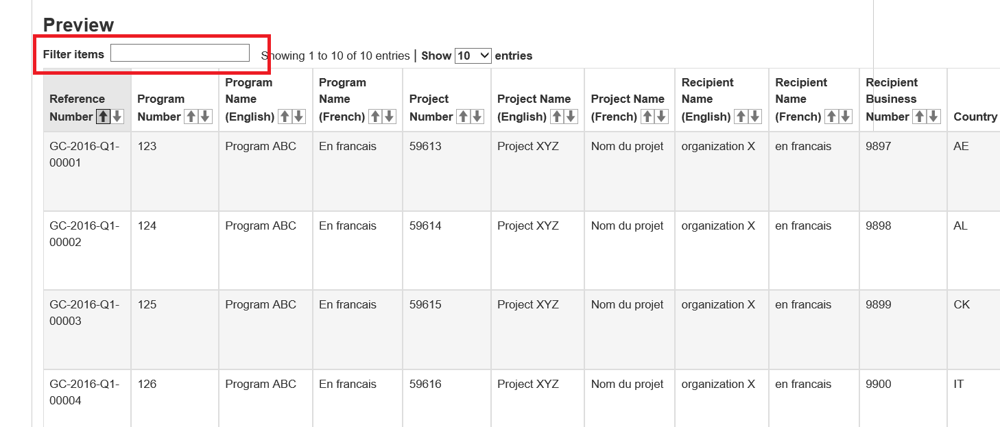 Preview
Filter items Showing 1 to 10 of 10 entries | Show 10 entries
Reference Number
Program Number
Program Name (English)
Program Name (French)
Project Number
Project Name (English)
Project Name (French)
Recipient Name (English)
Recipient Name (French)
Recipient Business Number
Country
GC-2016-Q1-00001 123 Program ABC En francais 59613 Project XYZ Nom du projet organization X en francais 9897 AE
GC-2016-Q1-00002 124 Program ABC En francais 59614 Project XYZ Nom du projet organization X en francais 9898 AL
GC-2016-Q1-00003 125 Program ABC En francais 59615 Project XYZ Nom du projet organization X en francais 9899 CK
GC-2016-Q1-00004 126 Program ABC En francais 59616 Project XYZ Nom du projet organization X en francais 9900 IT